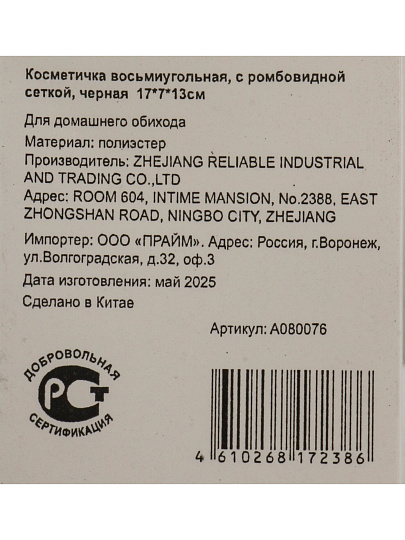 Косметичка восьмиугольная, с ромбовидной
сеткой, черная 17*7*13см
Для домашнего обихода
Материал: полиэстер
Производитель: ZHEJIANG RELIABLE INDUSTRIAL
AND TRADING CO.,LTD
Адрес: ROOM 604, INTIME MANSION, No.2388, EAST
ZHONGSHAN ROAD, NINGBO CITY, ZHEJIANG
Импортер: ООО «ПРАЙМ». Адрес: Россия, г.Воронеж,
ул.Волгоградская, д.32, оф.3
Дата изготовления: май 2025
Сделано в Китае
Артикул: А080076
ДОБРОВОЛЬНАЯ
РСТ
СЕРТИФИКАЦИЯ
4 610268 172386